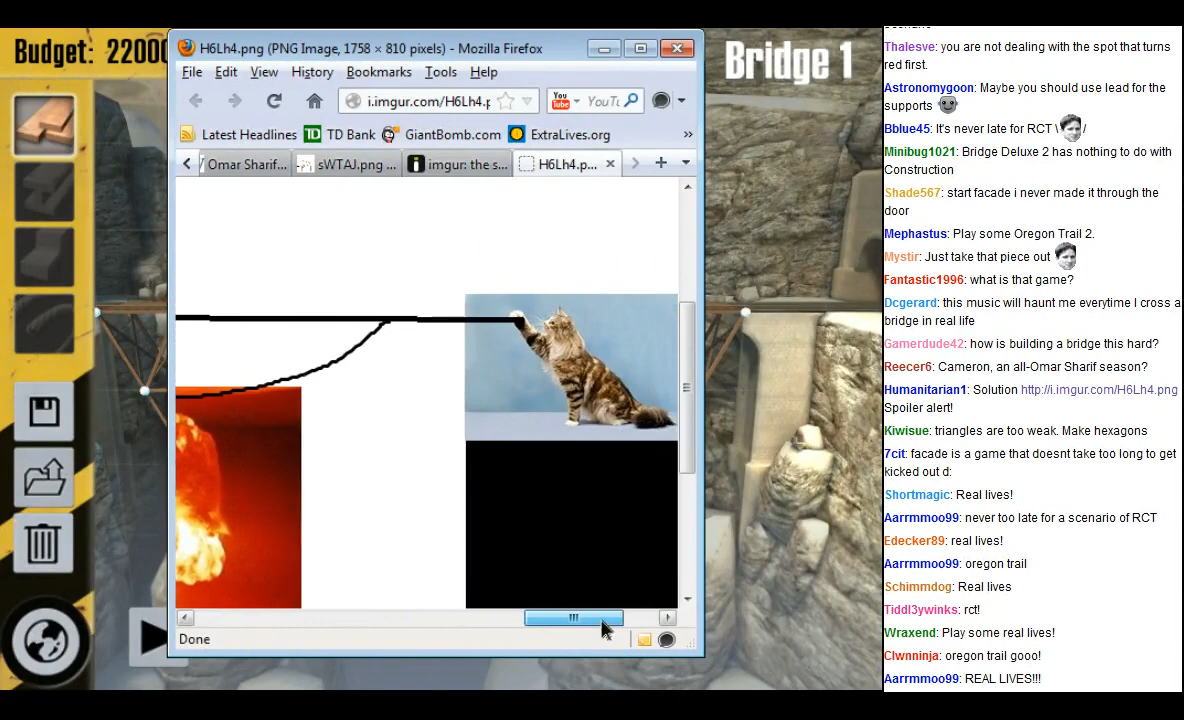 Budget: 22000
H6Lh4.png (PNG Image, 1758 × 810 pixels) - Mozilla Firefox
File Edit View History Bookmarks Tools Help
i.imgur.com/H6Lh4.p
You Tube
YouTu
Latest Headlines
TD
TD Bank
GiantBomb.com
ExtraLives.org
»
Omar Sharif...
sWTAJ.png ...
imgur: the s...
H6Lh4.p...
Done
Bridge 1
Thalesve: you are not dealing with the spot that turns
red first.
Astronomygoon: Maybe you should use lead for the
supports
Bblue45: It's never late for RCT \ /
Minibug1021: Bridge Deluxe 2 has nothing to do with
Construction
Shade567: start facade i never made it through the
door
Mephastus: Play some Oregon Trail 2.
Mystir: Just take that piece out
Fantastic1996: what is that game?
Dcgerard: this music will haunt me everytime I cross a
bridge in real life
Gamerdude42: how is building a bridge this hard?
Reecer6: Cameron, an all-Omar Sharif season?
Humanitarian1: Solution http://i.imgur.com/H6Lh4.png
Spoiler alert!
Kiwisue: triangles are too weak. Make hexagons
7cit: facade is a game that doesnt take too long to get
kicked out d:
Shortmagic: Real lives!
Aarrmmoo99: never too late for a scenario of RCT
Edecker89: real lives!
Aarrmmoo99: oregon trail
Schimmdog: Real lives
Tiddl3ywinks: rct!
Wraxend: Play some real lives!
Clwnninja: oregon trail gooo!
Aarrmmoo99: REAL LIVES!!!